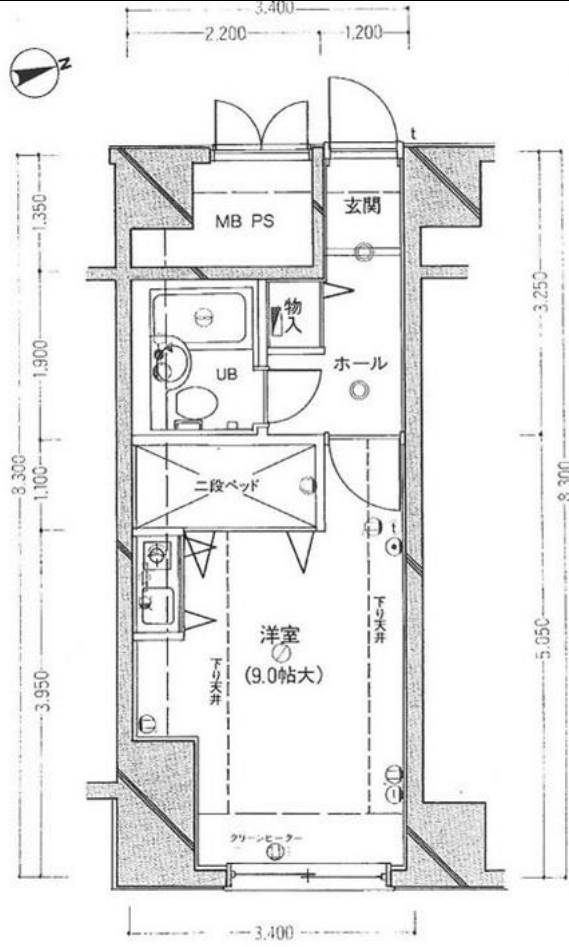 3.400
2.200
1.200
N
t
1.350
MB PS
玄関
3.250
物入
1.900
UB
ホール
8.300
8.300
1.100
二段ベッド
t
洋室
(9.0帖大)
下り天井
下り天井
5.050
3.950
クリーンヒーター
3.400